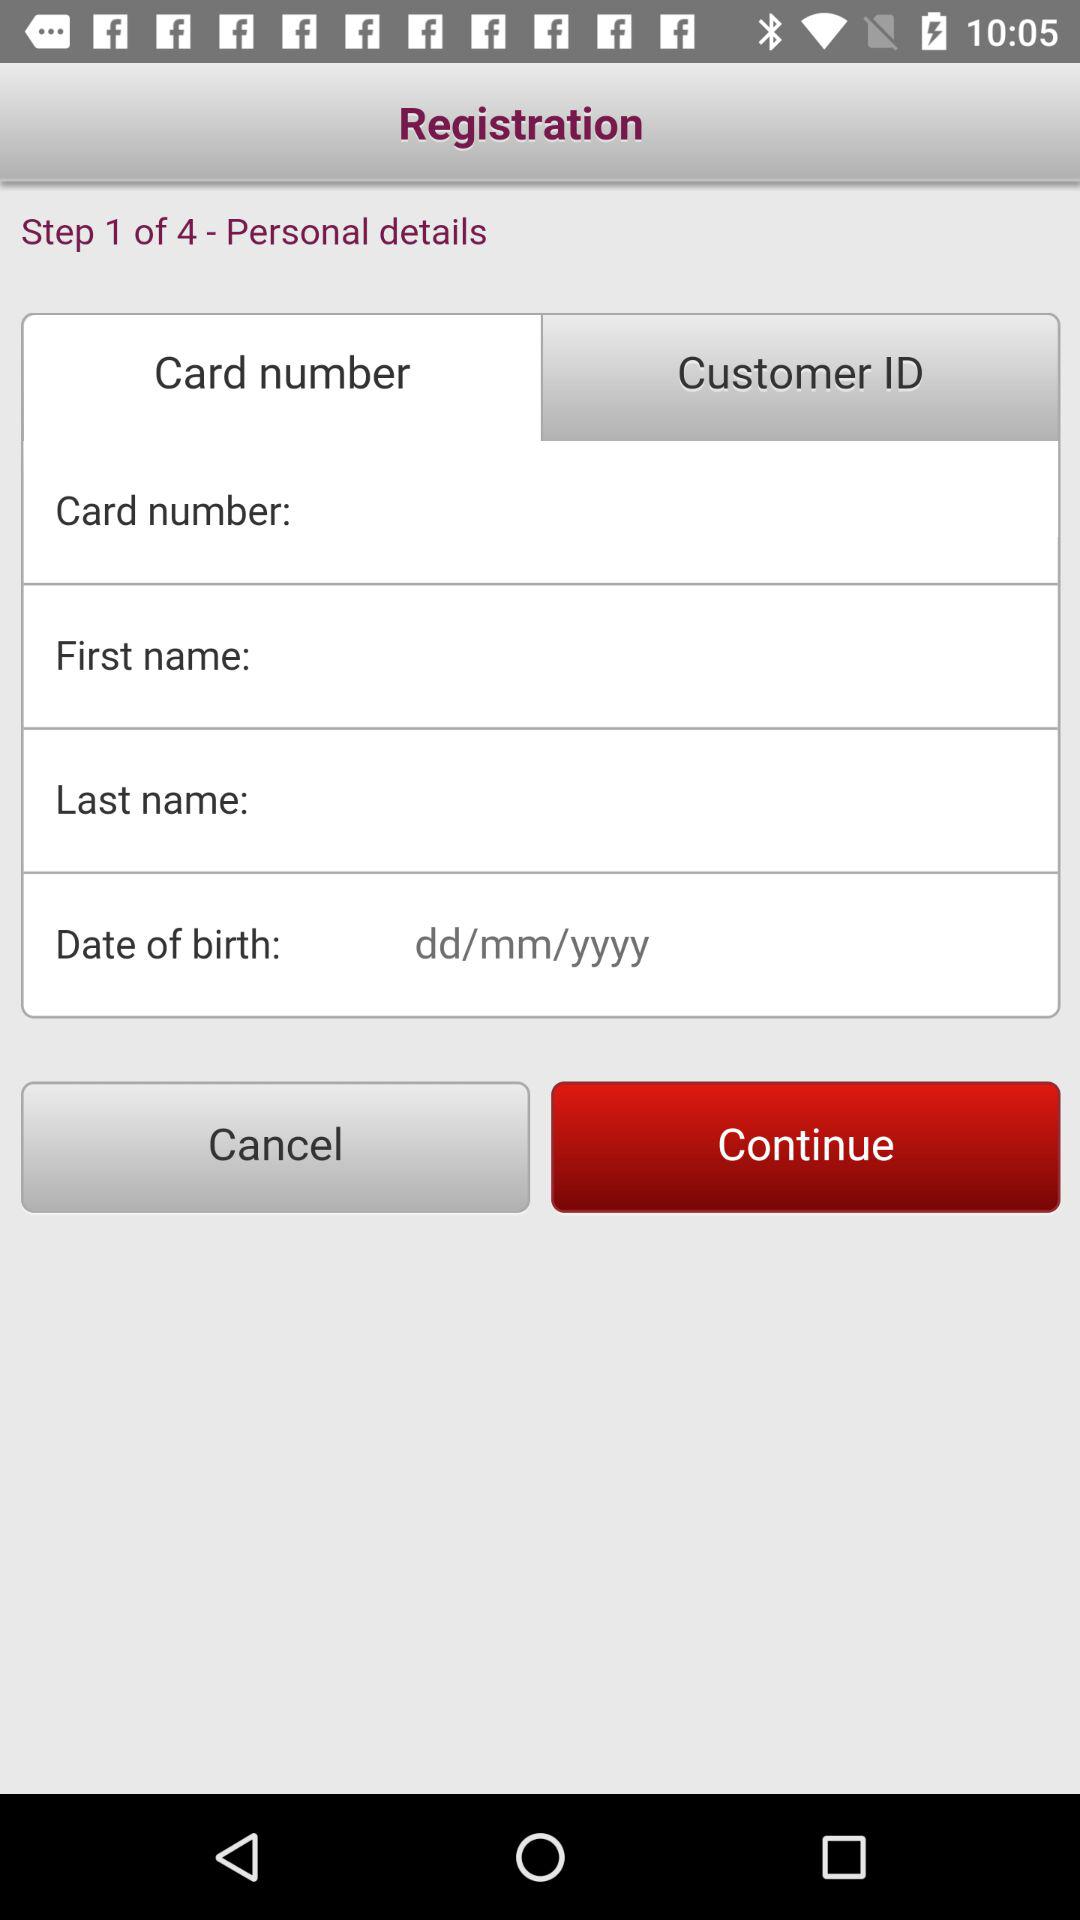 10:05
Registration
Step 1 of 4 - Personal details
Card number
Customer ID
Card number:
First name:
Last name:
Date of birth: dd/mm/yyyy
Cancel
Continue